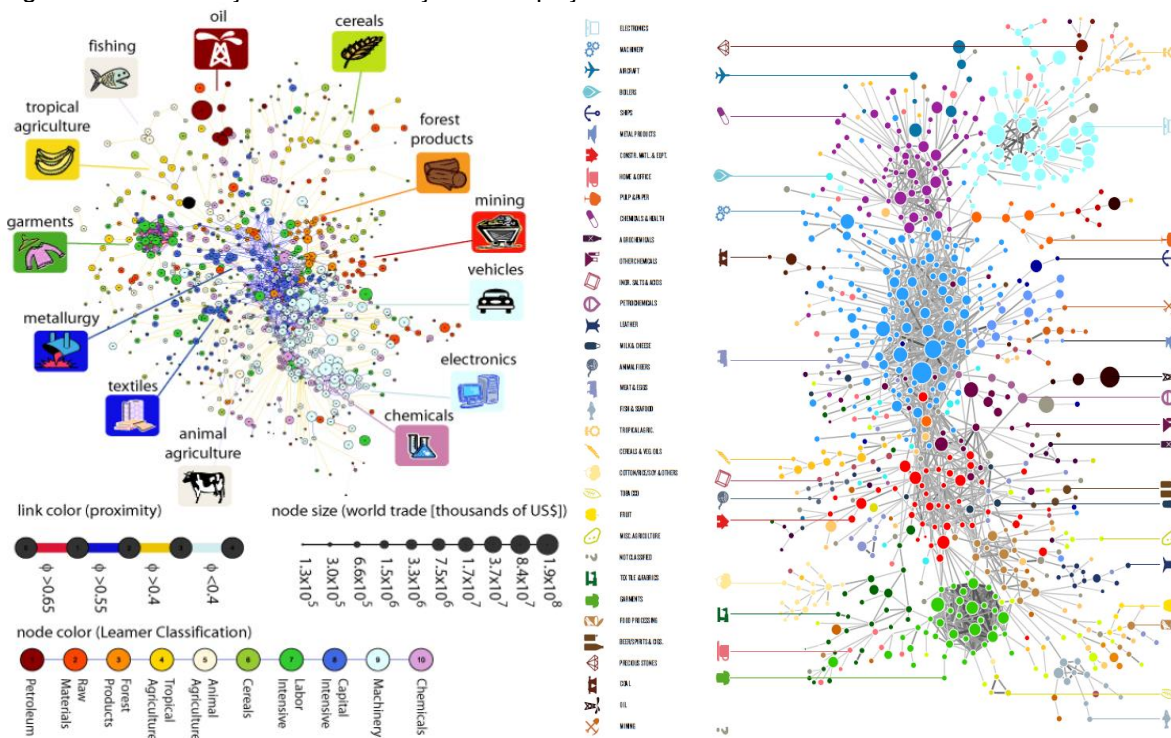 oil
cereals
fishing
tropical
agriculture
forest
products
garments
mining
vehicles
metallurgy
electronics
textiles
chemicals
animal
agriculture
link color (proximity)
node size (world trade [thousands of US$])
ϕ >0.65
ϕ >0.55
ϕ >0.4
ϕ <0.4
1.3x10⁵
3.0x10⁵
6.6x10⁵
1.5x10⁶
3.3x10⁶
7.5x10⁶
1.7x10⁷
3.7x10⁷
8.4x10⁷
1.9x10⁸
node color (Leamer Classification)
1
2
3
4
5
6
7
8
9
10
Petroleum
Raw
Materials
Forest
Products
Tropical
Agriculture
Animal
Agriculture
Cereals
Labor
Intensive
Capital
Intensive
Machinery
Chemicals
ELECTRONICS
MACHINERY
AIRCRAFT
BOILERS
SHIPS
METAL PRODUCTS
CONSTR. MATL. & EQPT.
HOME & OFFICE
PULP & PAPER
CHEMICALS & HEALTH
AGROCHEMICALS
OTHER CHEMICALS
INOR. SALTS & ACIDS
PETROCHEMICALS
LEATHER
MILK & CHEESE
ANIMAL FIBERS
MEAT & EGGS
FISH & SEAFOOD
TROPICAL AGRIC.
CEREALS & VEG. OILS
COTTON/RICE/SOY & OTHERS
TOBACCO
FRUIT
MISC. AGRICULTURE
NOT CLASSIFIED
TEXTILE & FABRICS
GARMENTS
FOOD PROCESSING
BEER/SPIRITS & CIGS.
PRECIOUS STONES
COAL
OIL
MINING